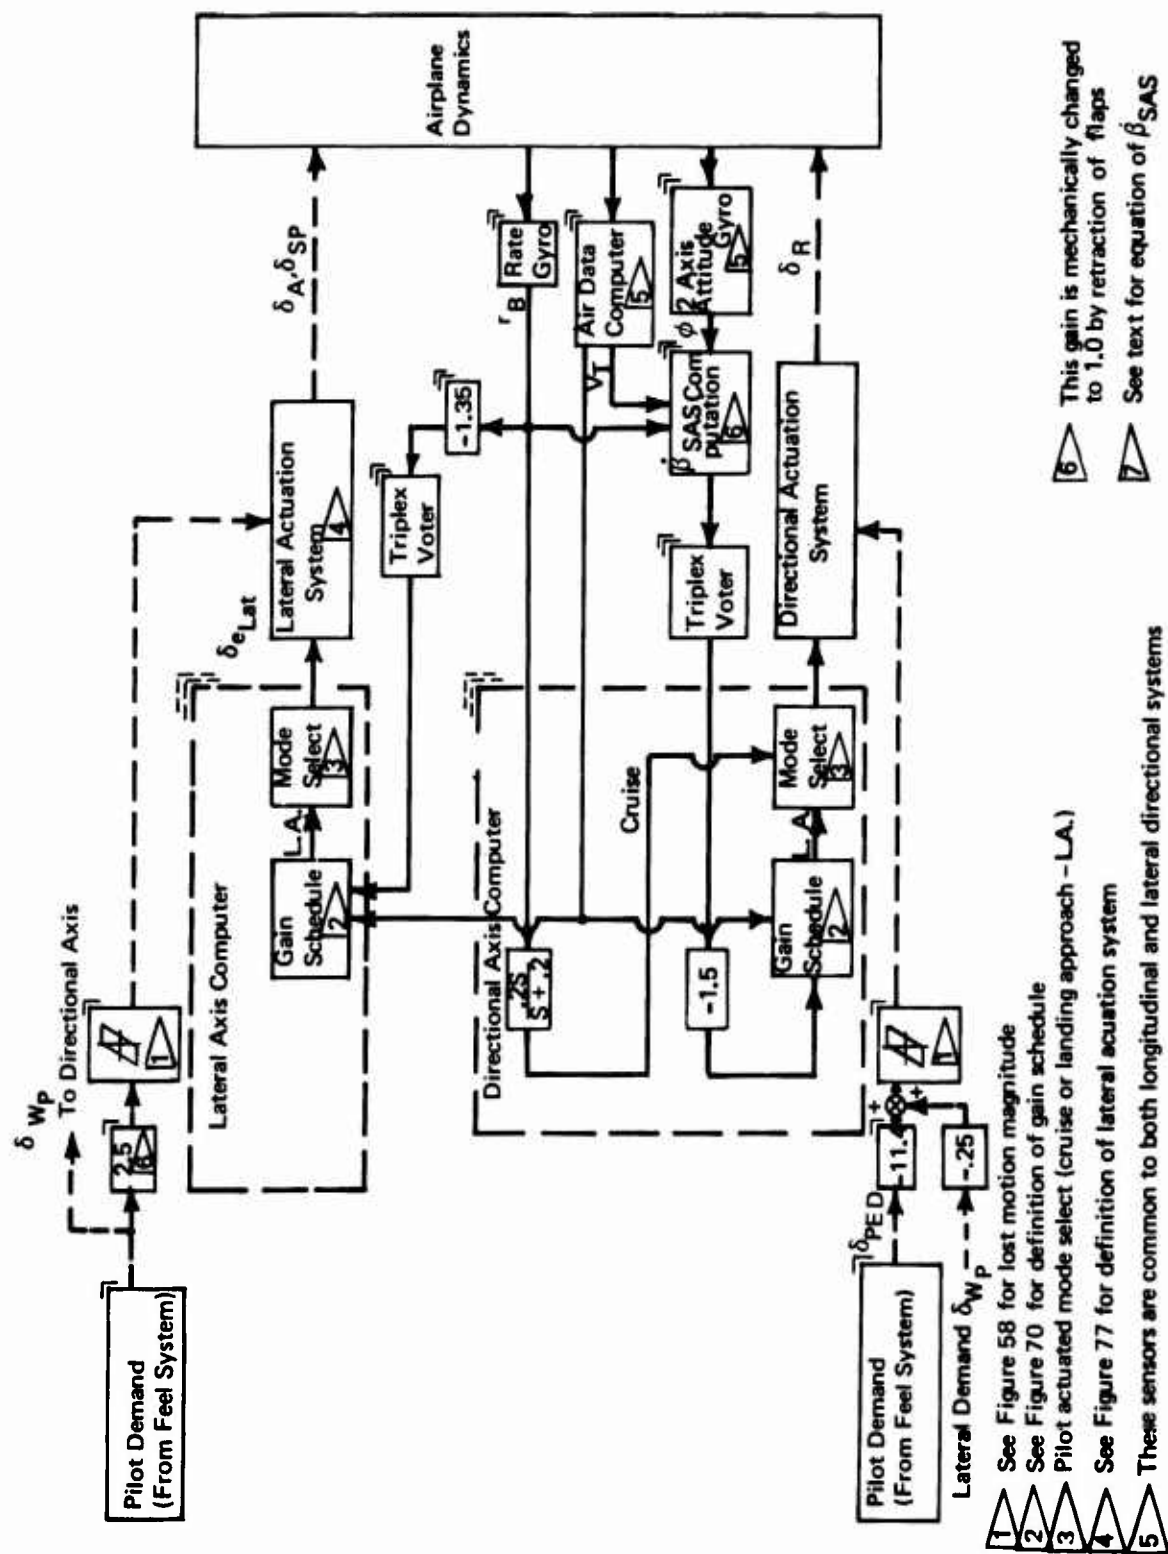 δWP
To Directional Axis
Pilot Demand
(From Feel System)
2.5
6
1
Lateral Axis Computer
Gain
Schedule
2
L.A.
Mode
Select
3
δeLat
Lateral Actuation
System
4
δA,δSP
Airplane
Dynamics
Triplex
Voter
-1.35
rB
Rate
Gyro
Air Data
Computer
5
VT
Directional Axis Computer
.2S
S + .2
Cruise
-1.5
Triplex
Voter
β̇ SAS Com
putation
6
ϕ
2 Axis
Attitude
Gyro
5
Gain
Schedule
2
L.A.
Mode
Select
3
Directional Actuation
System
δR
Pilot Demand
(From Feel System)
δPED
-11.4
+
+
1
Lateral Demand δWP
-.25
1 See Figure 58 for lost motion magnitude
2 See Figure 70 for definition of gain schedule
3 Pilot actuated mode select (cruise or landing approach – L.A.)
4 See Figure 77 for definition of lateral acuation system
5 These sensors are common to both longitudinal and lateral directional systems
6 This gain is mechanically changed
to 1.0 by retraction of flaps
7 See text for equation of β̇SAS